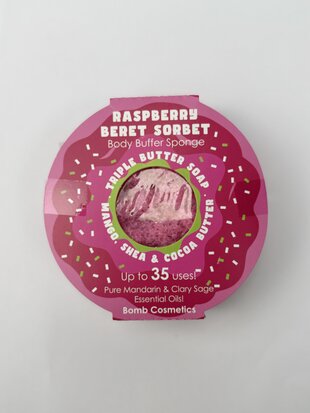 RASPBERRY
BERET SORBET
Body Buffer Sponge
TRIPLE BUTTER SOAP
MANGO, SHEA & COCOA BUTTER
Up to 35 uses!
Pure Mandarin & Clary Sage
Essential Oils!
Bomb Cosmetics